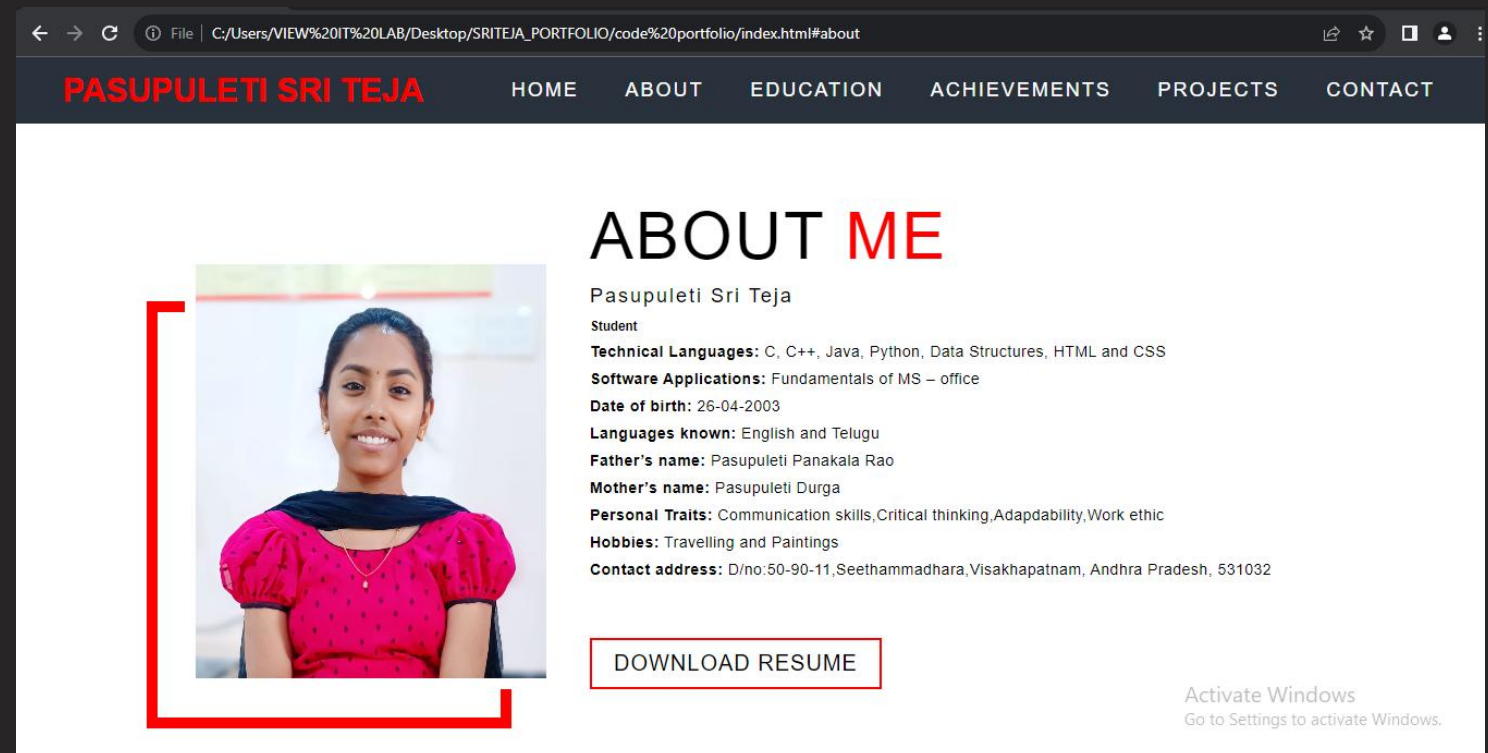 File | C:/Users/VIEW%20IT%20LAB/Desktop/SRITEJA_PORTFOLIO/code%20portfolio/index.html#about
PASUPULETI SRI TEJA HOME ABOUT EDUCATION ACHIEVEMENTS PROJECTS CONTACT
ABOUT ME
Pasupuleti Sri Teja
Student
Technical Languages: C, C++, Java, Python, Data Structures, HTML and CSS
Software Applications: Fundamentals of MS – office
Date of birth: 26-04-2003
Languages known: English and Telugu
Father’s name: Pasupuleti Panakala Rao
Mother’s name: Pasupuleti Durga
Personal Traits: Communication skills,Critical thinking,Adapdability,Work ethic
Hobbies: Travelling and Paintings
Contact address: D/no:50-90-11,Seethammadhara,Visakhapatnam, Andhra Pradesh, 531032
DOWNLOAD RESUME
Activate Windows
Go to Settings to activate Windows.